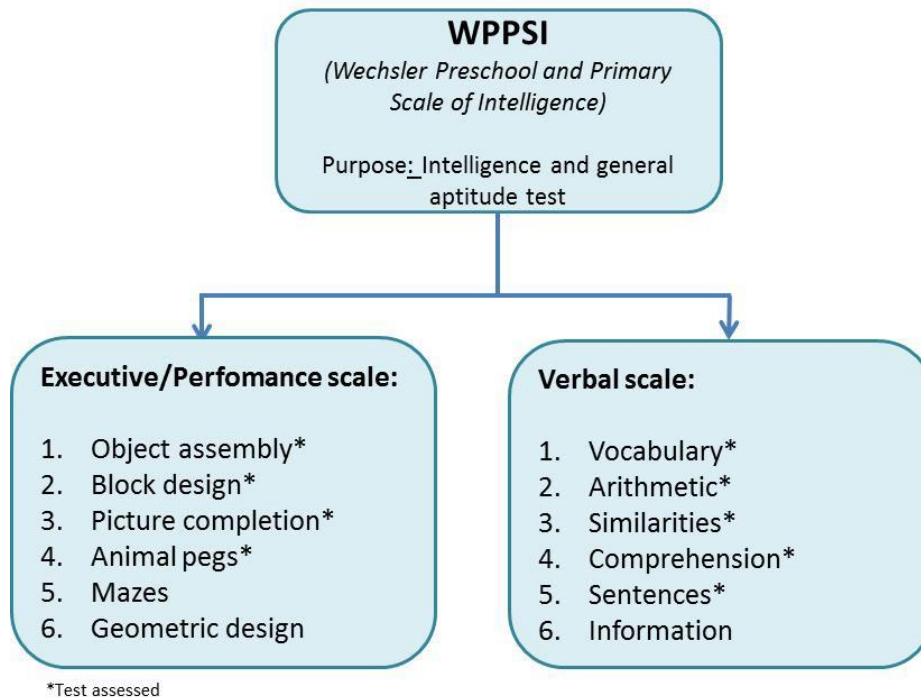 WPPSI
(Wechsler Preschool and Primary
Scale of Intelligence)
Purpose: Intelligence and general
aptitude test
Executive/Perfomance scale:
1. Object assembly*
2. Block design*
3. Picture completion*
4. Animal pegs*
5. Mazes
6. Geometric design
Verbal scale:
1. Vocabulary*
2. Arithmetic*
3. Similarities*
4. Comprehension*
5. Sentences*
6. Information
*Test assessed